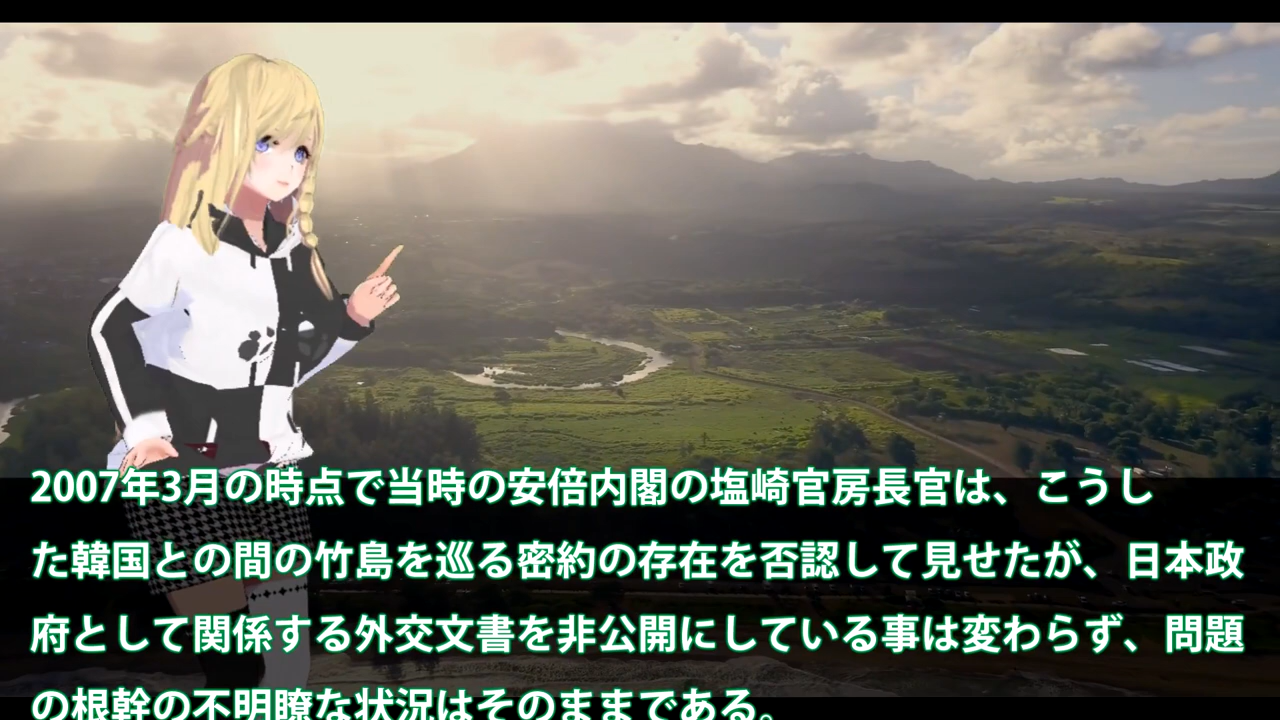 2007年3月の時点で当時の安倍内閣の塩崎官房長官は、こうし
た韓国との間の竹島を巡る密約の存在を否認して見せたが、日本政
府として関係する外交文書を非公開にしている事は変わらず、問題
の根幹の不明瞭な状況はそのままである。